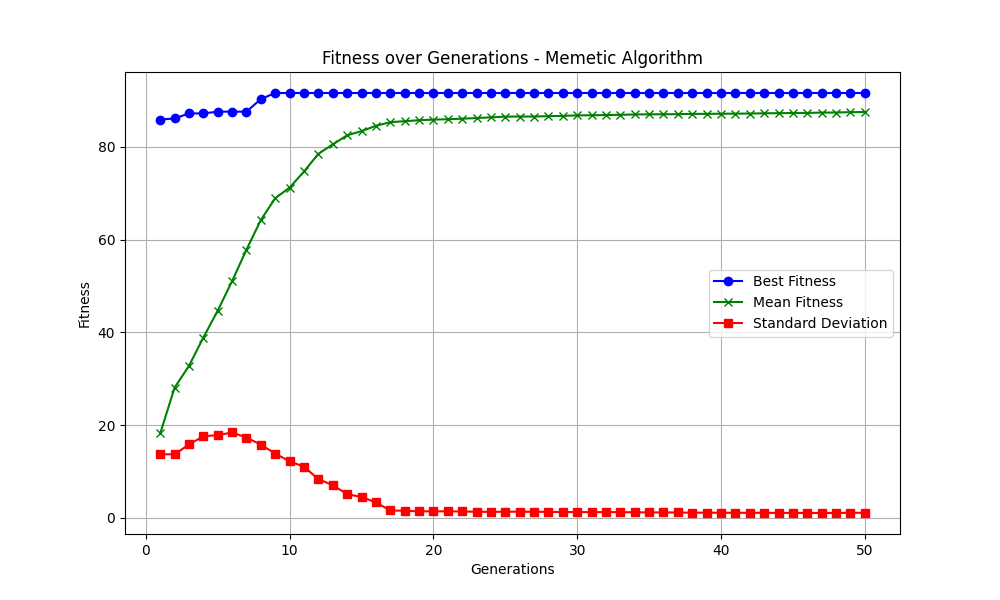 Fitness over Generations - Memetic Algorithm
Fitness
80
60
40
20
0
Best Fitness
Mean Fitness
Standard Deviation
0 10 20 30 40 50
Generations